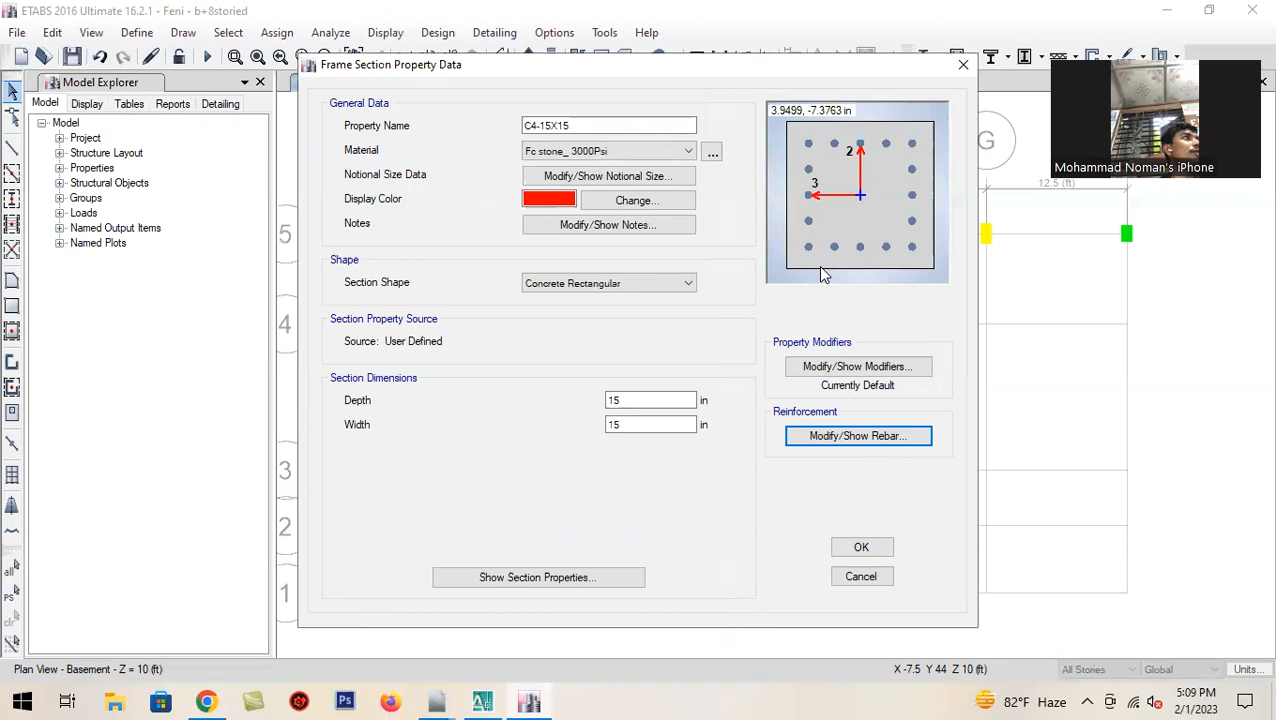 ETABS 2016 Ultimate 16.2.1 - Feni - b+8storied
File Edit View Define Draw Select Assign Analyze Display Design Detailing Options Tools Help
Model Explorer
Model Display Tables Reports Detailing
Model
Project
Structure Layout
Properties
Structural Objects
Groups
Loads
Named Output Items
Named Plots
all
PS
clr
Frame Section Property Data
General Data
Property Name C4-15X15
Material Fc stone_ 3000Psi ...
Notional Size Data Modify/Show Notional Size...
Display Color Change...
Notes Modify/Show Notes...
Shape
Section Shape Concrete Rectangular
Section Property Source
Source: User Defined
Section Dimensions
Depth 15 in
Width 15 in
Show Section Properties...
3.9499, -7.3763 in
2
3
Property Modifiers
Modify/Show Modifiers...
Currently Default
Reinforcement
Modify/Show Rebar...
OK
Cancel
5
4
3
2
1
G
12.5 (ft)
Mohammad Noman's iPhone
Plan View - Basement - Z = 10 (ft) X -7.5 Y 44 Z 10 (ft) All Stories Global Units...
Ps
82°F Haze
5:09 PM
2/1/2023